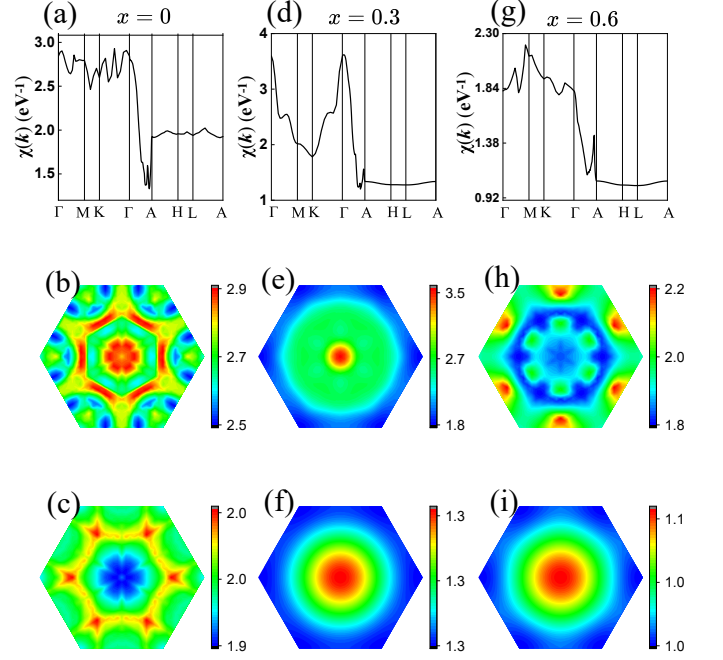 (a) x = 0 (d) x = 0.3 (g) x = 0.6
χ(k) (eV⁻¹)
3.0
2.5
2.0
1.5
Γ M K Γ A H L A
χ(k) (eV⁻¹)
4
3
2
1
Γ M K Γ A H L A
χ(k) (eV⁻¹)
2.30
1.84
1.38
0.92
Γ M K Γ A H L A
(b)
2.9
2.7
2.5
(e)
3.5
2.7
1.8
(h)
2.2
2.0
1.8
(c)
2.0
2.0
1.9
(f)
1.3
1.3
1.3
(i)
1.1
1.0
1.0